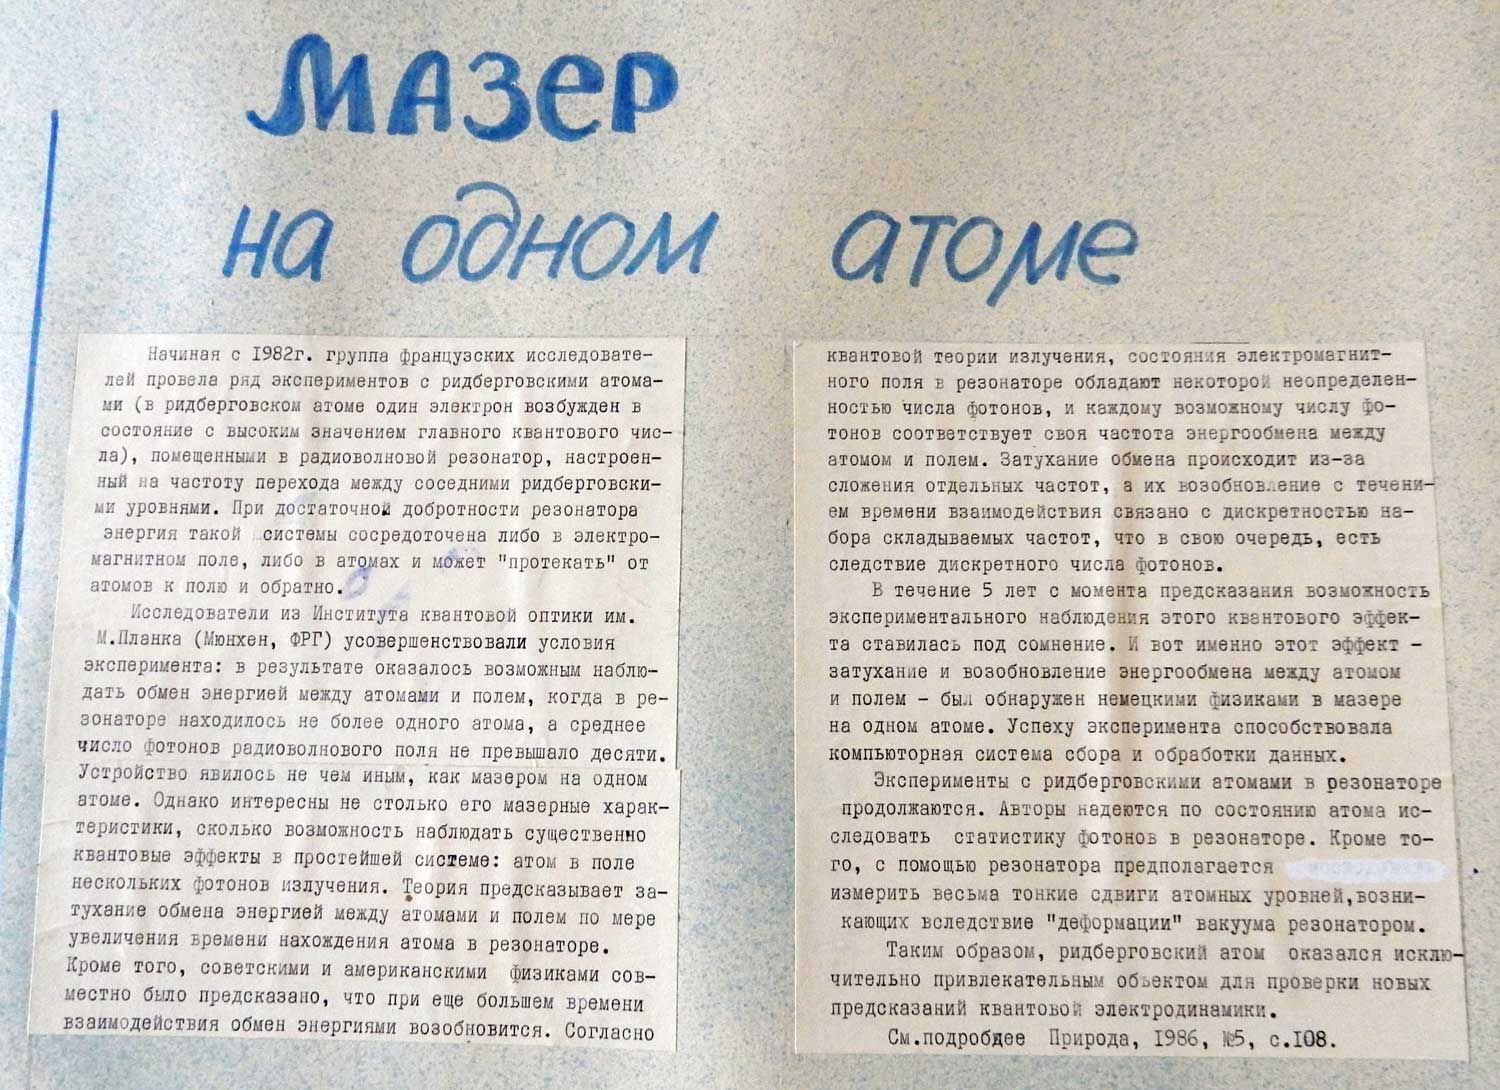 Мазер
на одном атоме
Начиная с 1982г. группа французских исследовате-
лей провела ряд экспериментов с ридберговскими атома-
ми (в ридберговском атоме один электрон возбужден в
состояние с высоким значением главного квантового чис-
ла), помещенными в радиоволновой резонатор, настроен-
ный на частоту перехода между соседними ридберговски-
ми уровнями. При достаточной добротности резонатора
энергия такой системы сосредоточена либо в электро-
магнитном поле, либо в атомах и может "протекать" от
атомов к полю и обратно.
Исследователи из Института квантовой оптики им.
М.Планка (Мюнхен, ФРГ) усовершенствовали условия
эксперимента: в результате оказалось возможным наблю-
дать обмен энергией между атомами и полем, когда в ре-
зонаторе находилось не более одного атома, а среднее
число фотонов радиоволнового поля не превышало десяти.
Устройство явилось не чем иным, как мазером на одном
атоме. Однако интересны не столько его мазерные харак-
теристики, сколько возможность наблюдать существенно
квантовые эффекты в простейшей системе: атом в поле
нескольких фотонов излучения. Теория предсказывает за-
тухание обмена энергией между атомами и полем по мере
увеличения времени нахождения атома в резонаторе.
Кроме того, советскими и американскими физиками сов-
местно было предсказано, что при еще большем времени
взаимодействия обмен энергиями возобновится. Согласно
квантовой теории излучения, состояния электромагнит-
ного поля в резонаторе обладают некоторой неопределен-
ностью числа фотонов, и каждому возможному числу фо-
тонов соответствует своя частота энергообмена между
атомом и полем. Затухание обмена происходит из-за
сложения отдельных частот, а их возобновление с течени-
ем времени взаимодействия связано с дискретностью на-
бора складываемых частот, что в свою очередь, есть
следствие дискретного числа фотонов.
В течение 5 лет с момента предсказания возможность
экспериментального наблюдения этого квантового эффек-
та ставилась под сомнение. И вот именно этот эффект -
затухание и возобновление энергообмена между атомом
и полем - был обнаружен немецкими физиками в мазере
на одном атоме. Успеху эксперимента способствовала
компьюторная система сбора и обработки данных.
Эксперименты с ридберговскими атомами в резонаторе
продолжаются. Авторы надеются по состоянию атома ис-
следовать статистику фотонов в резонаторе. Кроме то-
го, с помощью резонатора предполагается
измерить весьма тонкие сдвиги атомных уровней,возни-
кающих вследствие "деформации" вакуума резонатором.
Таким образом, ридберговский атом оказался исклю-
чительно привлекательным обьектом для проверки новых
предсказаний квантовой электродинамики.
См.подробдее Природа, 1986, №5, с.108.